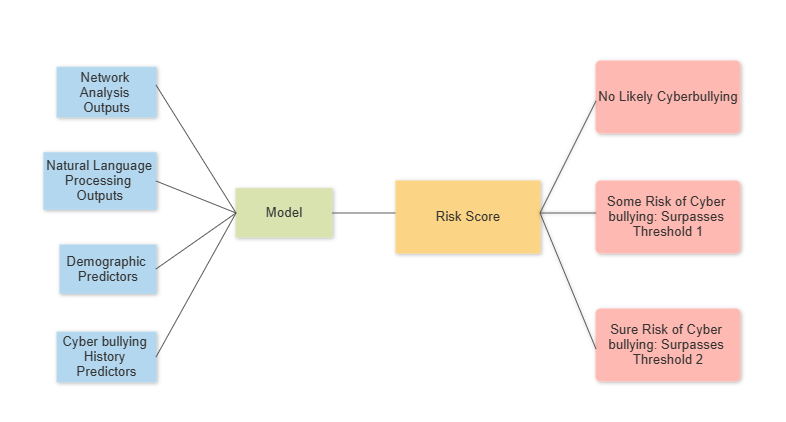 Network
Analysis
Outputs
Natural Language
Processing
Outputs
Demographic
Predictors
Cyber bullying
History
Predictors
Model
Risk Score
No Likely Cyberbullying
Some Risk of Cyber
bullying: Surpasses
Threshold 1
Sure Risk of Cyber
bullying: Surpasses
Threshold 2